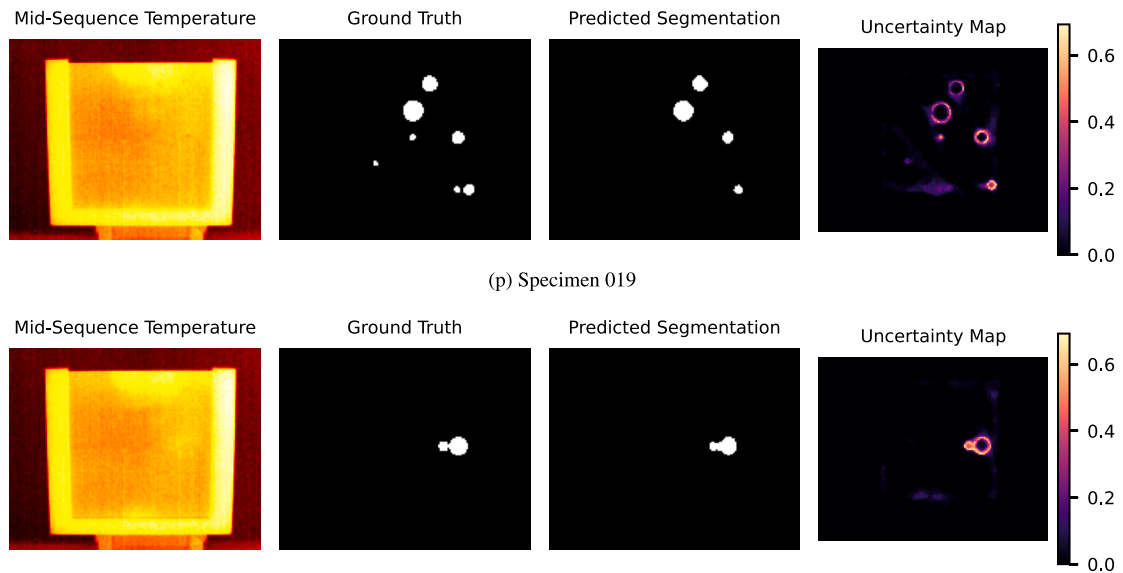 Mid-Sequence Temperature Ground Truth Predicted Segmentation Uncertainty Map
0.6
0.4
0.2
0.0
(p) Specimen 019
Mid-Sequence Temperature Ground Truth Predicted Segmentation Uncertainty Map
0.6
0.4
0.2
0.0